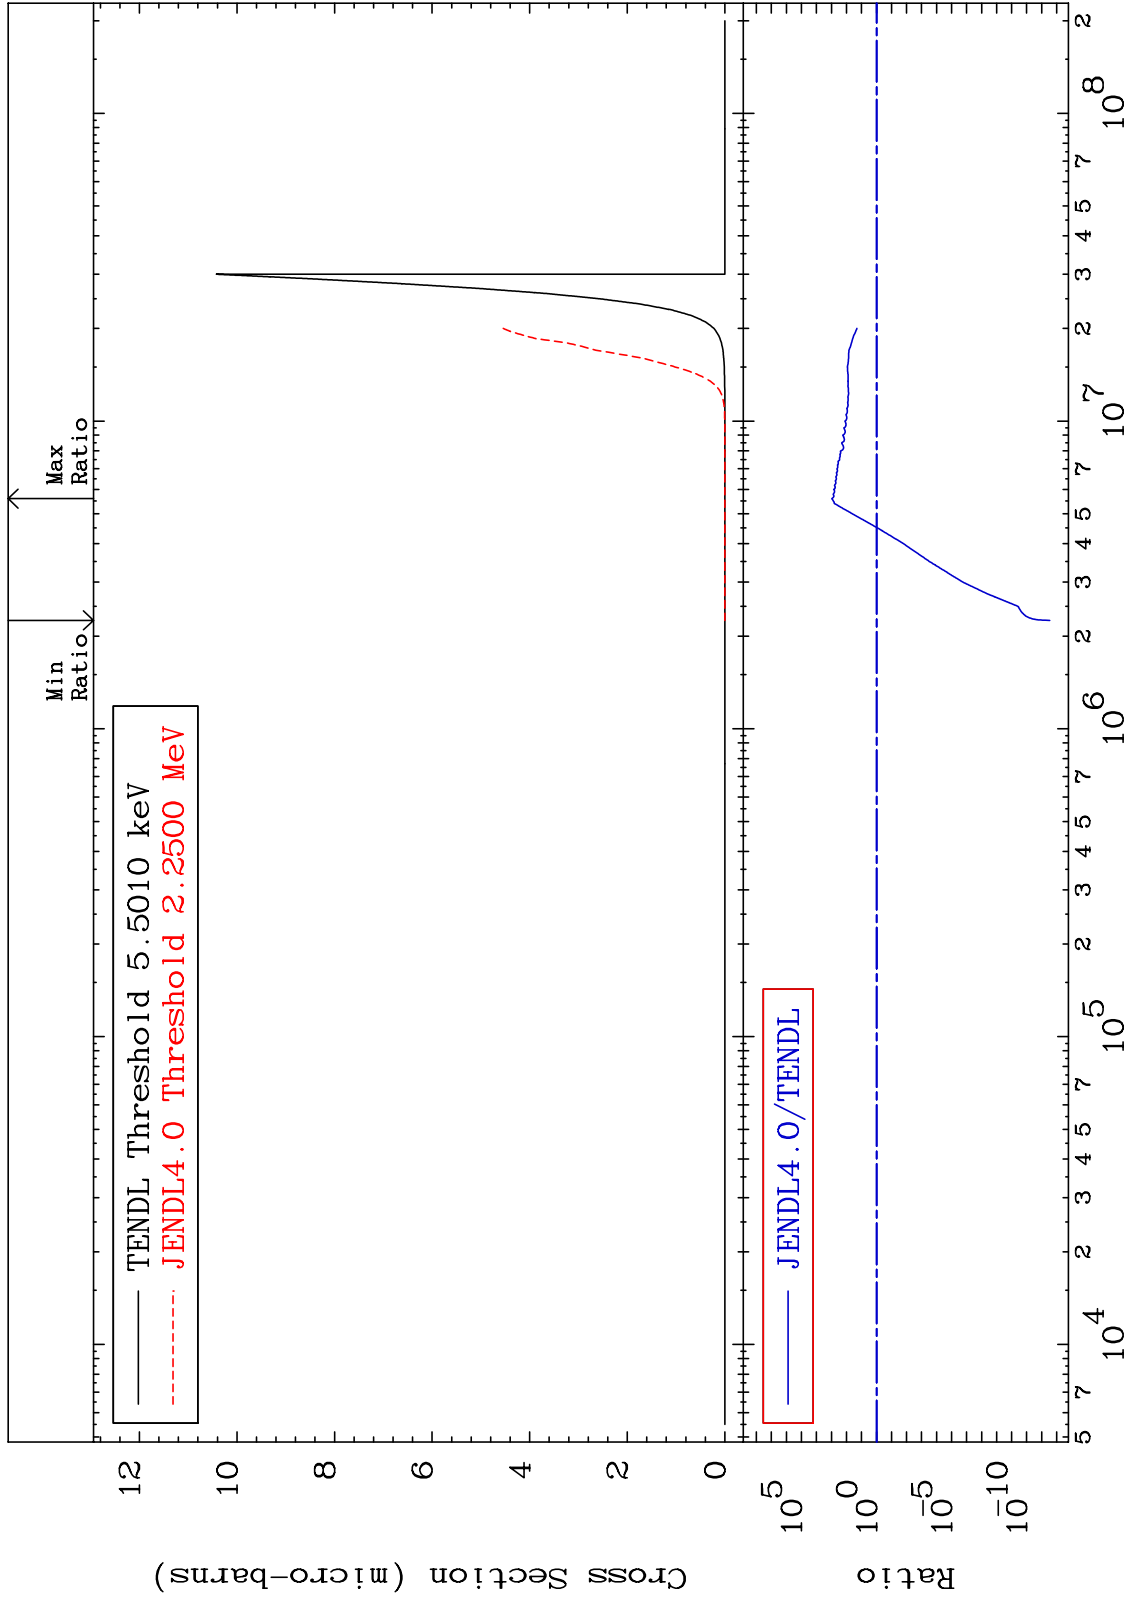 Min
Ratio
Max
Ratio
TENDL Threshold 5.5010 keV
JENDL4.0 Threshold 2.2500 MeV
Cross Section (micro-barns)
12
10
8
6
4
2
0
JENDL4.0/TENDL
Ratio
10^5
10^0
10^-5
10^-10
5 7 10^4 2 3 4 5 7 10^5 2 3 4 5 7 10^6 2 3 4 5 7 10^7 2 3 4 5 7 10^8 2